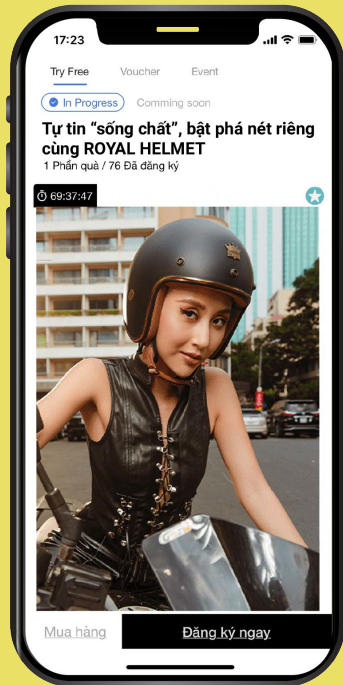 17:23
Try Free Voucher Event
In Progress Comming soon
Tự tin “sống chất”, bật phá nét riêng
cùng ROYAL HELMET
1 Phần quà / 76 Đã đăng ký
69:37:47
Mua hàng Đăng ký ngay